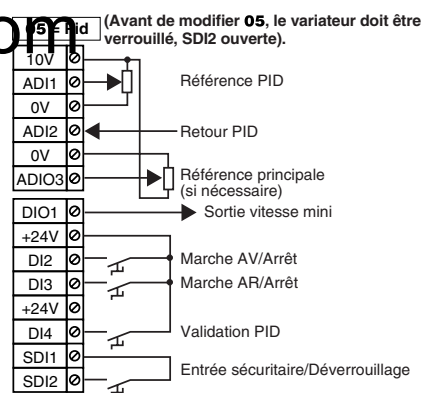 om
05 = Pid
(Avant de modifier 05, le variateur doit être
verrouillé, SDI2 ouverte).
10V
ADI1 Référence PID
0V
ADI2 Retour PID
0V
ADIO3 Référence principale
(si nécessaire)
DIO1 Sortie vitesse mini
+24V
DI2 Marche AV/Arrêt
DI3 Marche AR/Arrêt
+24V
DI4 Validation PID
SDI1
Entrée sécuritaire/Déverrouillage
SDI2